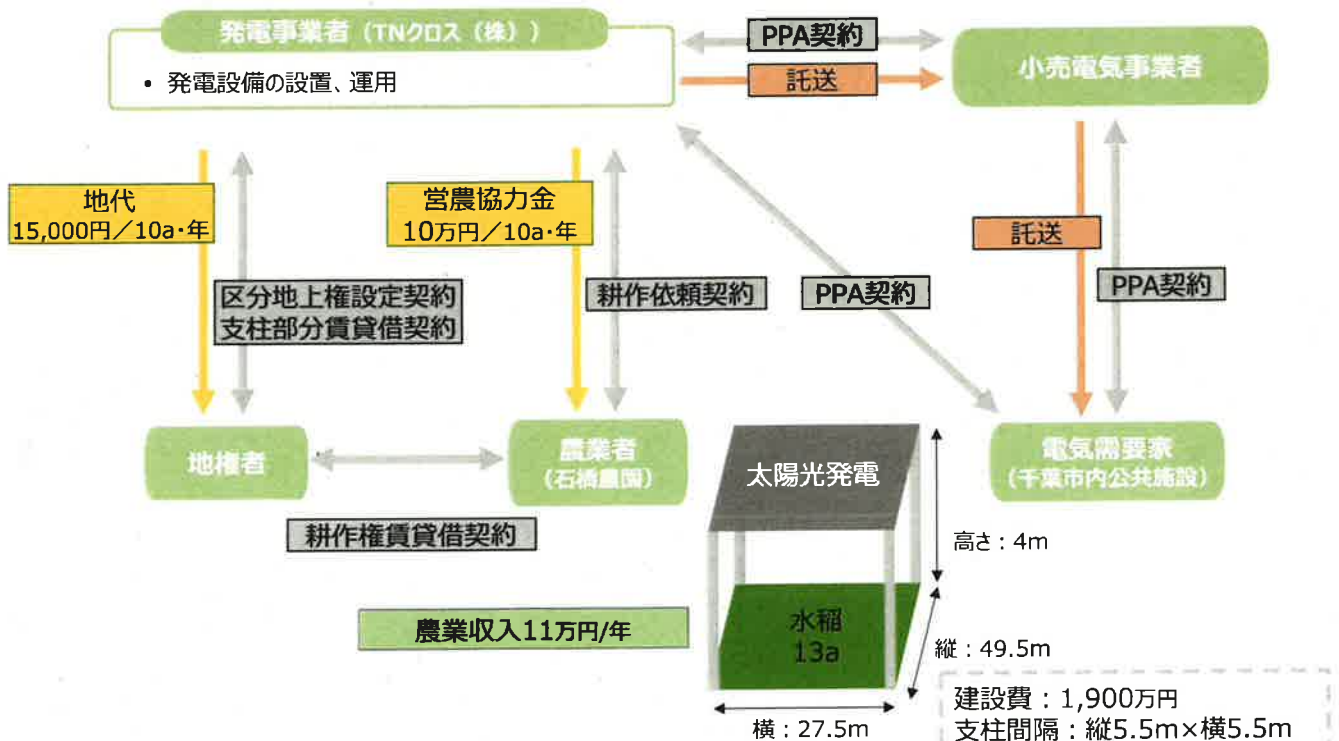 発電事業者(TNクロス(株))
• 発電設備の設置、運用
PPA契約
託送
小売電気事業者
地代
15,000円/10a・年
営農協力金
10万円/10a・年
区分地上権設定契約
支柱部分賃貸借契約
耕作依頼契約
PPA契約
託送
PPA契約
地権者
農業者
(石橋農園)
耕作権賃貸借契約
電気需要家
(千葉市内公共施設)
太陽光発電
高さ:4m
水稲
13a
縦:49.5m
横:27.5m
農業収入11万円/年
建設費:1,900万円
支柱間隔:縦5.5m×横5.5m